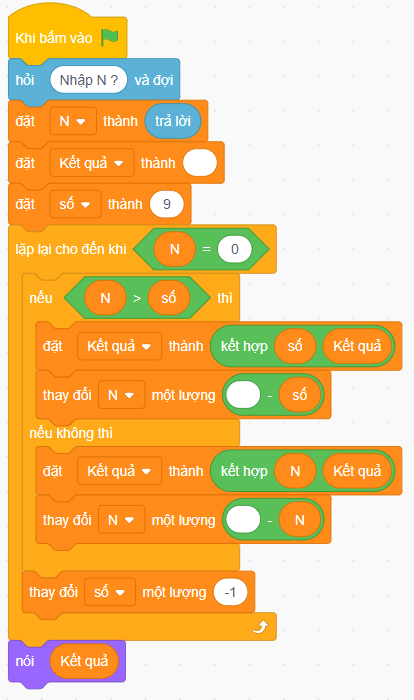 Khi bấm vào
hỏi Nhập N ? và đợi
đặt N thành trả lời
đặt Kết quả thành
đặt số thành 9
lặp lại cho đến khi N = 0
nếu N > số thì
đặt Kết quả thành kết hợp số Kết quả
thay đổi N một lượng - số
nếu không thì
đặt Kết quả thành kết hợp N Kết quả
thay đổi N một lượng - N
thay đổi số một lượng -1
nói Kết quả